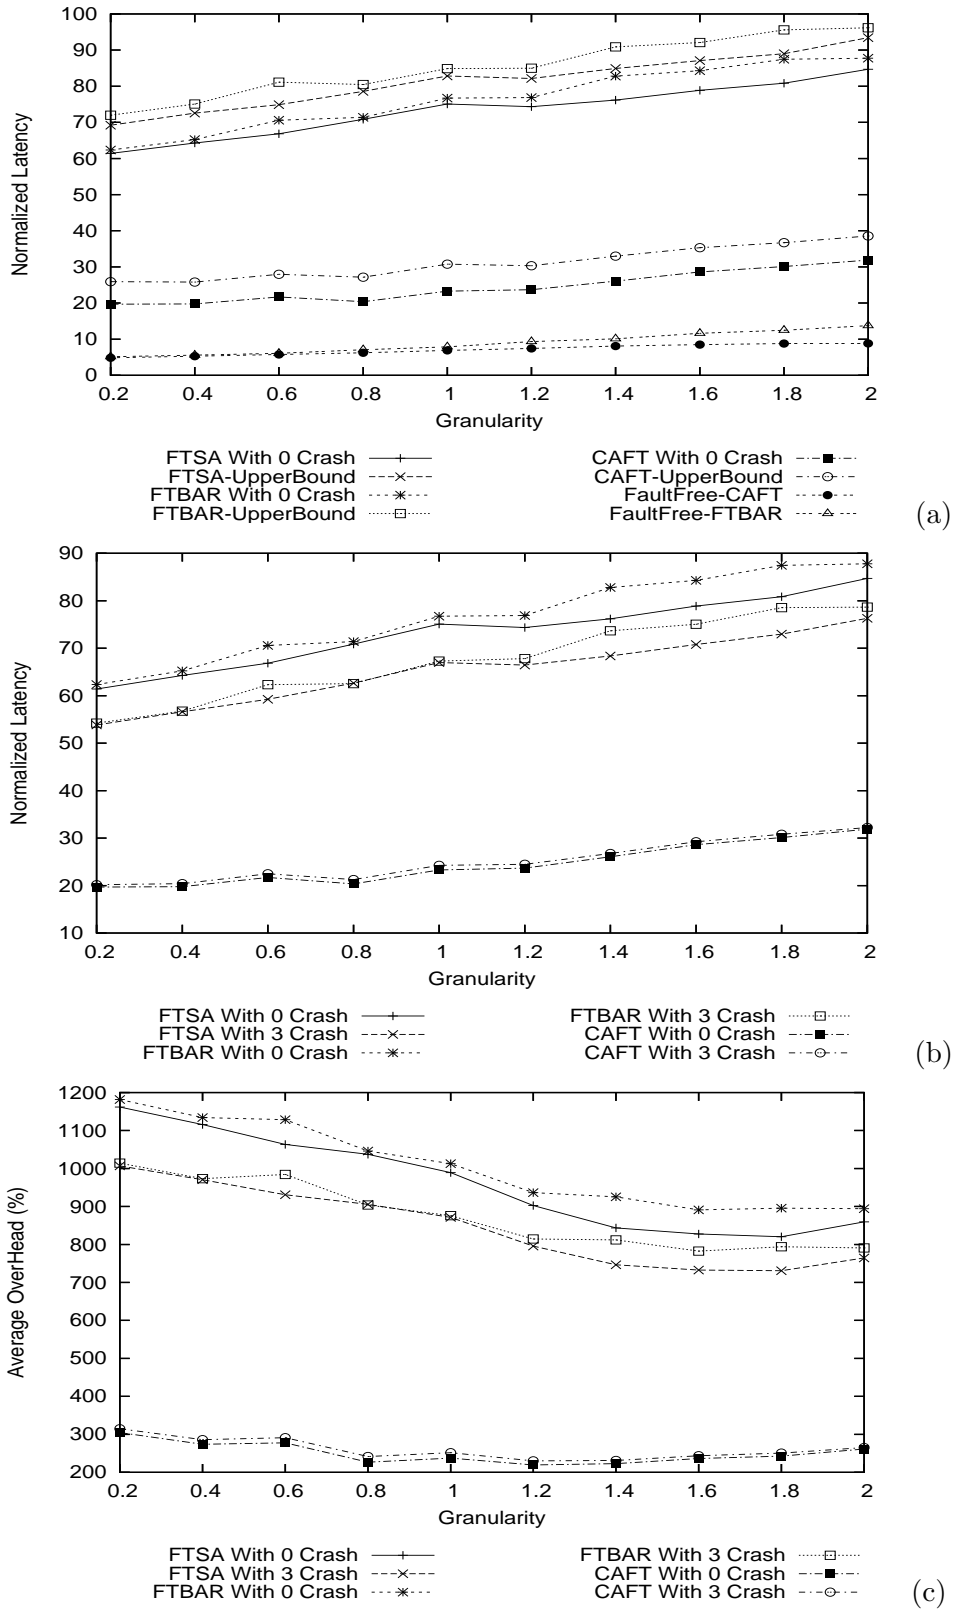 100
90
80
70
60
50
40
30
20
10
0
Normalized Latency
0.2 0.4 0.6 0.8 1 1.2 1.4 1.6 1.8 2
Granularity
FTSA With 0 Crash
FTSA-UpperBound
FTBAR With 0 Crash
FTBAR-UpperBound
CAFT With 0 Crash
CAFT-UpperBound
FaultFree-CAFT
FaultFree-FTBAR
(a)
90
80
70
60
50
40
30
20
10
Normalized Latency
0.2 0.4 0.6 0.8 1 1.2 1.4 1.6 1.8 2
Granularity
FTSA With 0 Crash
FTSA With 3 Crash
FTBAR With 0 Crash
FTBAR With 3 Crash
CAFT With 0 Crash
CAFT With 3 Crash
(b)
1200
1100
1000
900
800
700
600
500
400
300
200
Average OverHead (%)
0.2 0.4 0.6 0.8 1 1.2 1.4 1.6 1.8 2
Granularity
FTSA With 0 Crash
FTSA With 3 Crash
FTBAR With 0 Crash
FTBAR With 3 Crash
CAFT With 0 Crash
CAFT With 3 Crash
(c)